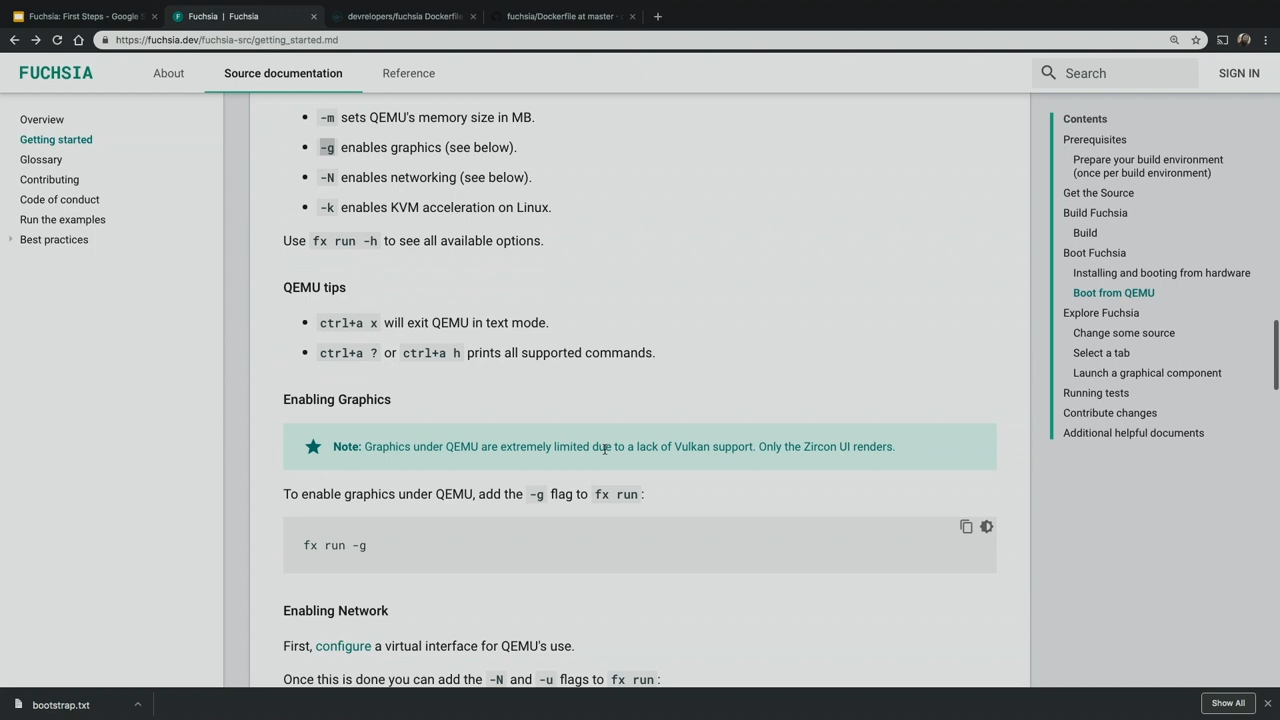 Fuchsia: First Steps - Google S
Fuchsia | Fuchsia
devrelopers/fuchsia Dockerfile
fuchsia/Dockerfile at master ·
https://fuchsia.dev/fuchsia-src/getting_started.md
FUCHSIA
About
Source documentation
Reference
Search
SIGN IN
Overview
Getting started
Glossary
Contributing
Code of conduct
Run the examples
Best practices
-m sets QEMU's memory size in MB.
-g enables graphics (see below).
-N enables networking (see below).
-k enables KVM acceleration on Linux.
Use fx run -h to see all available options.
QEMU tips
ctrl+a x will exit QEMU in text mode.
ctrl+a ? or ctrl+a h prints all supported commands.
Enabling Graphics
Note: Graphics under QEMU are extremely limited due to a lack of Vulkan support. Only the Zircon UI renders.
To enable graphics under QEMU, add the -g flag to fx run:
fx run -g
Enabling Network
First, configure a virtual interface for QEMU's use.
Once this is done you can add the -N and -u flags to fx run:
Contents
Prerequisites
Prepare your build environment
(once per build environment)
Get the Source
Build Fuchsia
Build
Boot Fuchsia
Installing and booting from hardware
Boot from QEMU
Explore Fuchsia
Change some source
Select a tab
Launch a graphical component
Running tests
Contribute changes
Additional helpful documents
bootstrap.txt
Show All